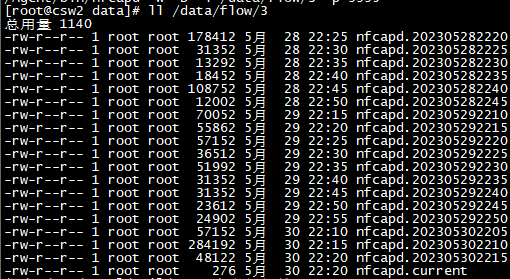 [root@csw2 data]# ll /data/flow/3
总用量 1140
-rw-r--r-- 1 root root 178412 5月  28 22:25 nfcapd.202305282220
-rw-r--r-- 1 root root  31352 5月  28 22:30 nfcapd.202305282225
-rw-r--r-- 1 root root  13292 5月  28 22:35 nfcapd.202305282230
-rw-r--r-- 1 root root  18452 5月  28 22:40 nfcapd.202305282235
-rw-r--r-- 1 root root 108752 5月  28 22:45 nfcapd.202305282240
-rw-r--r-- 1 root root  12002 5月  28 22:50 nfcapd.202305282245
-rw-r--r-- 1 root root  70052 5月  29 22:15 nfcapd.202305292210
-rw-r--r-- 1 root root  55862 5月  29 22:20 nfcapd.202305292215
-rw-r--r-- 1 root root  57152 5月  29 22:25 nfcapd.202305292220
-rw-r--r-- 1 root root  36512 5月  29 22:30 nfcapd.202305292225
-rw-r--r-- 1 root root  51992 5月  29 22:35 nfcapd.202305292230
-rw-r--r-- 1 root root  31352 5月  29 22:40 nfcapd.202305292235
-rw-r--r-- 1 root root  31352 5月  29 22:45 nfcapd.202305292240
-rw-r--r-- 1 root root  23612 5月  29 22:50 nfcapd.202305292245
-rw-r--r-- 1 root root  24902 5月  29 22:55 nfcapd.202305292250
-rw-r--r-- 1 root root  57152 5月  30 22:10 nfcapd.202305302205
-rw-r--r-- 1 root root 284192 5月  30 22:15 nfcapd.202305302210
-rw-r--r-- 1 root root  48122 5月  30 22:20 nfcapd.202305302215
-rw-r--r-- 1 root root    276 5月  30 22:20 nfcapd.current